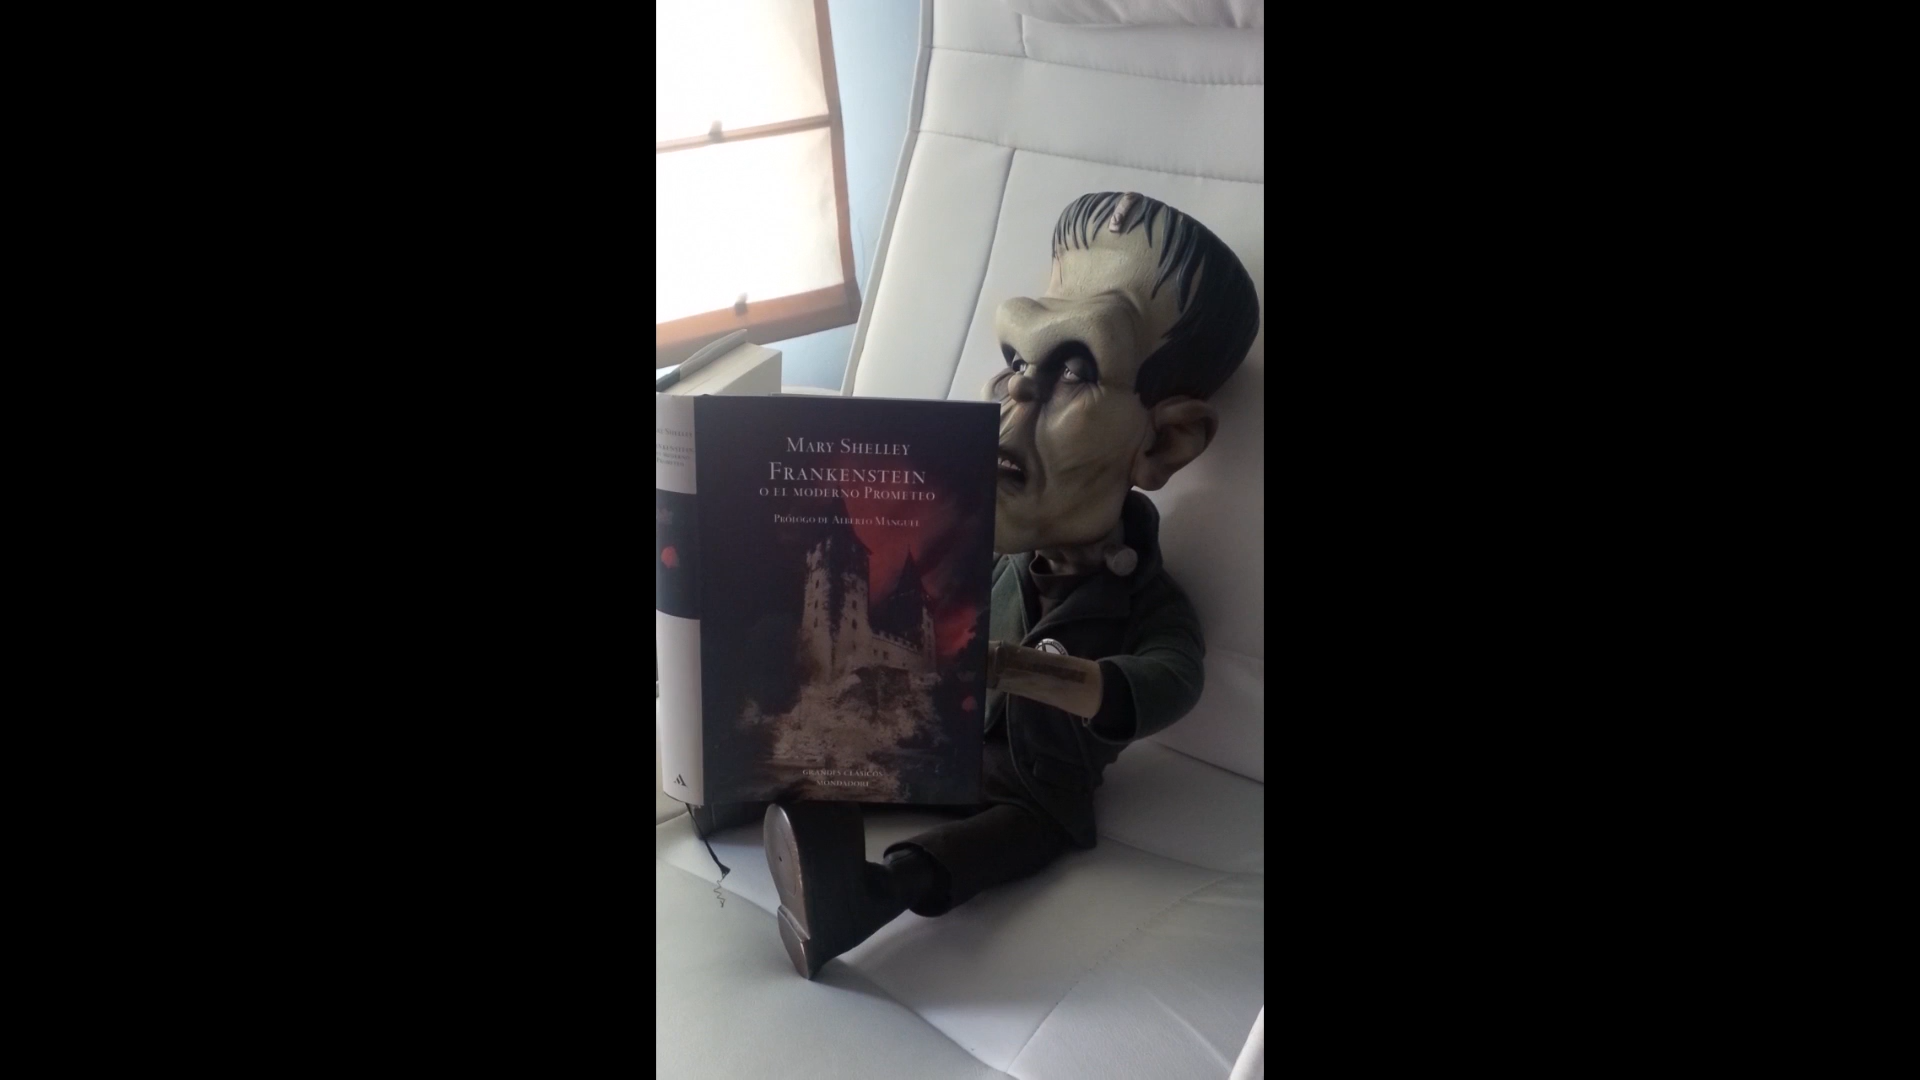 MARY SHELLEY
FRANKENSTEIN
O EL MODERNO PROMETEO
PRÓLOGO DE ALBERTO MANGUEL
GRANDES CLÁSICOS
MONDADORI